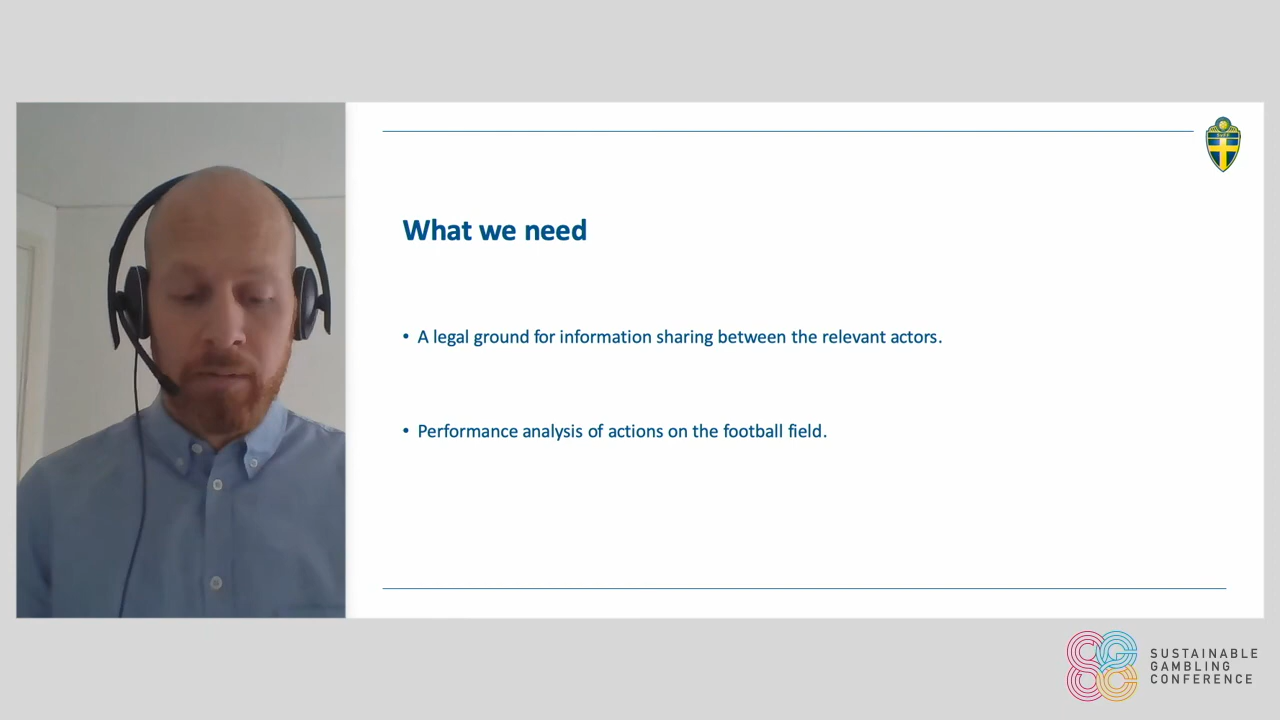 What we need
• A legal ground for information sharing between the relevant actors.
• Performance analysis of actions on the football field.
SUSTAINABLE
GAMBLING
CONFERENCE